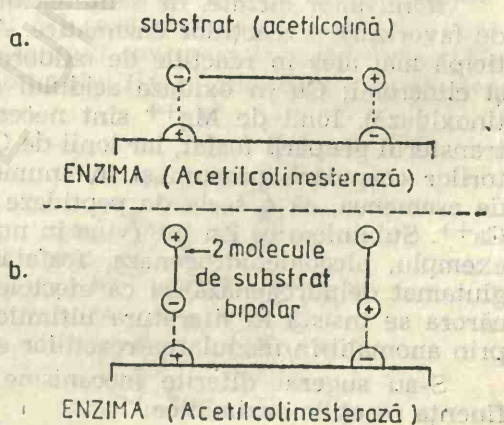 substrat (acetilcolină)
a.
- +
+ -
ENZIMA (Acetilcolinesterază)
b.
+ -
2 molecule
de substrat
bipolar
- +
+ -
ENZIMA (Acetilcolinesterază)